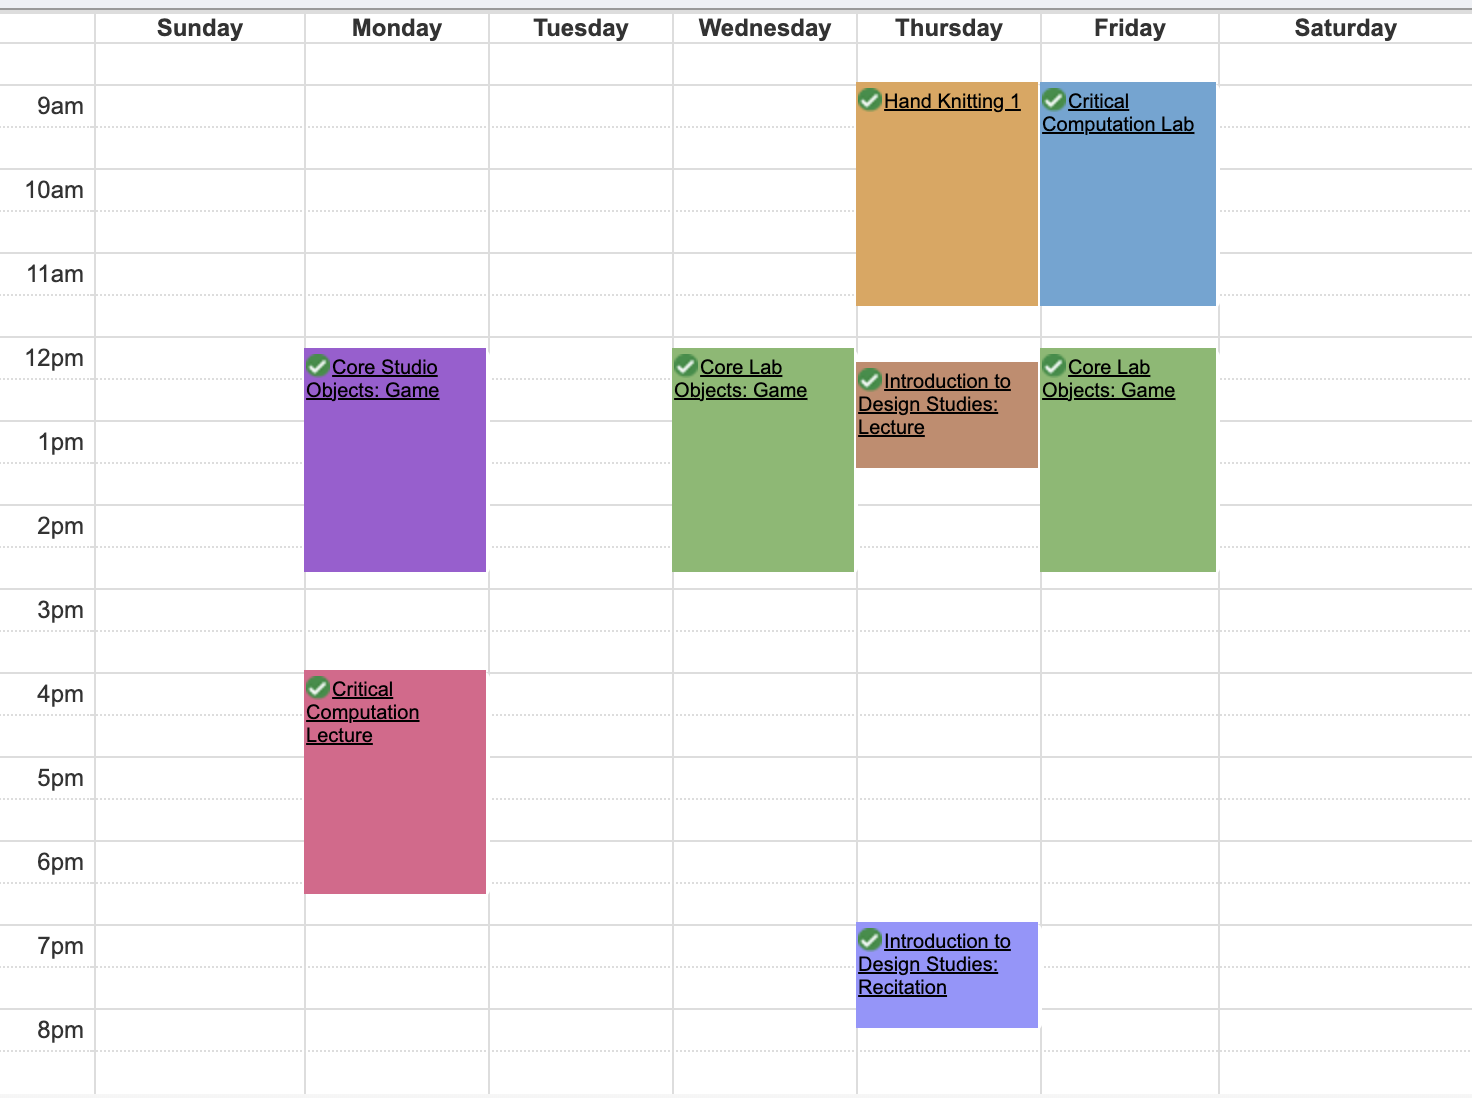 Sunday Monday Tuesday Wednesday Thursday Friday Saturday
9am
10am
11am
12pm
1pm
2pm
3pm
4pm
5pm
6pm
7pm
8pm
Core Studio
Objects: Game
Critical
Computation
Lecture
Core Lab
Objects: Game
Hand Knitting 1
Introduction to
Design Studies:
Lecture
Introduction to
Design Studies:
Recitation
Critical
Computation Lab
Core Lab
Objects: Game